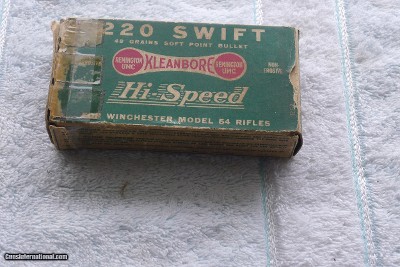 220 SWIFT
48 GRAINS SOFT POINT BULLET
REMINGTON UMC KLEANBORE REMINGTON UMC
Hi-Speed
FOR WINCHESTER MODEL 54 RIFLES
GunsInternational.com